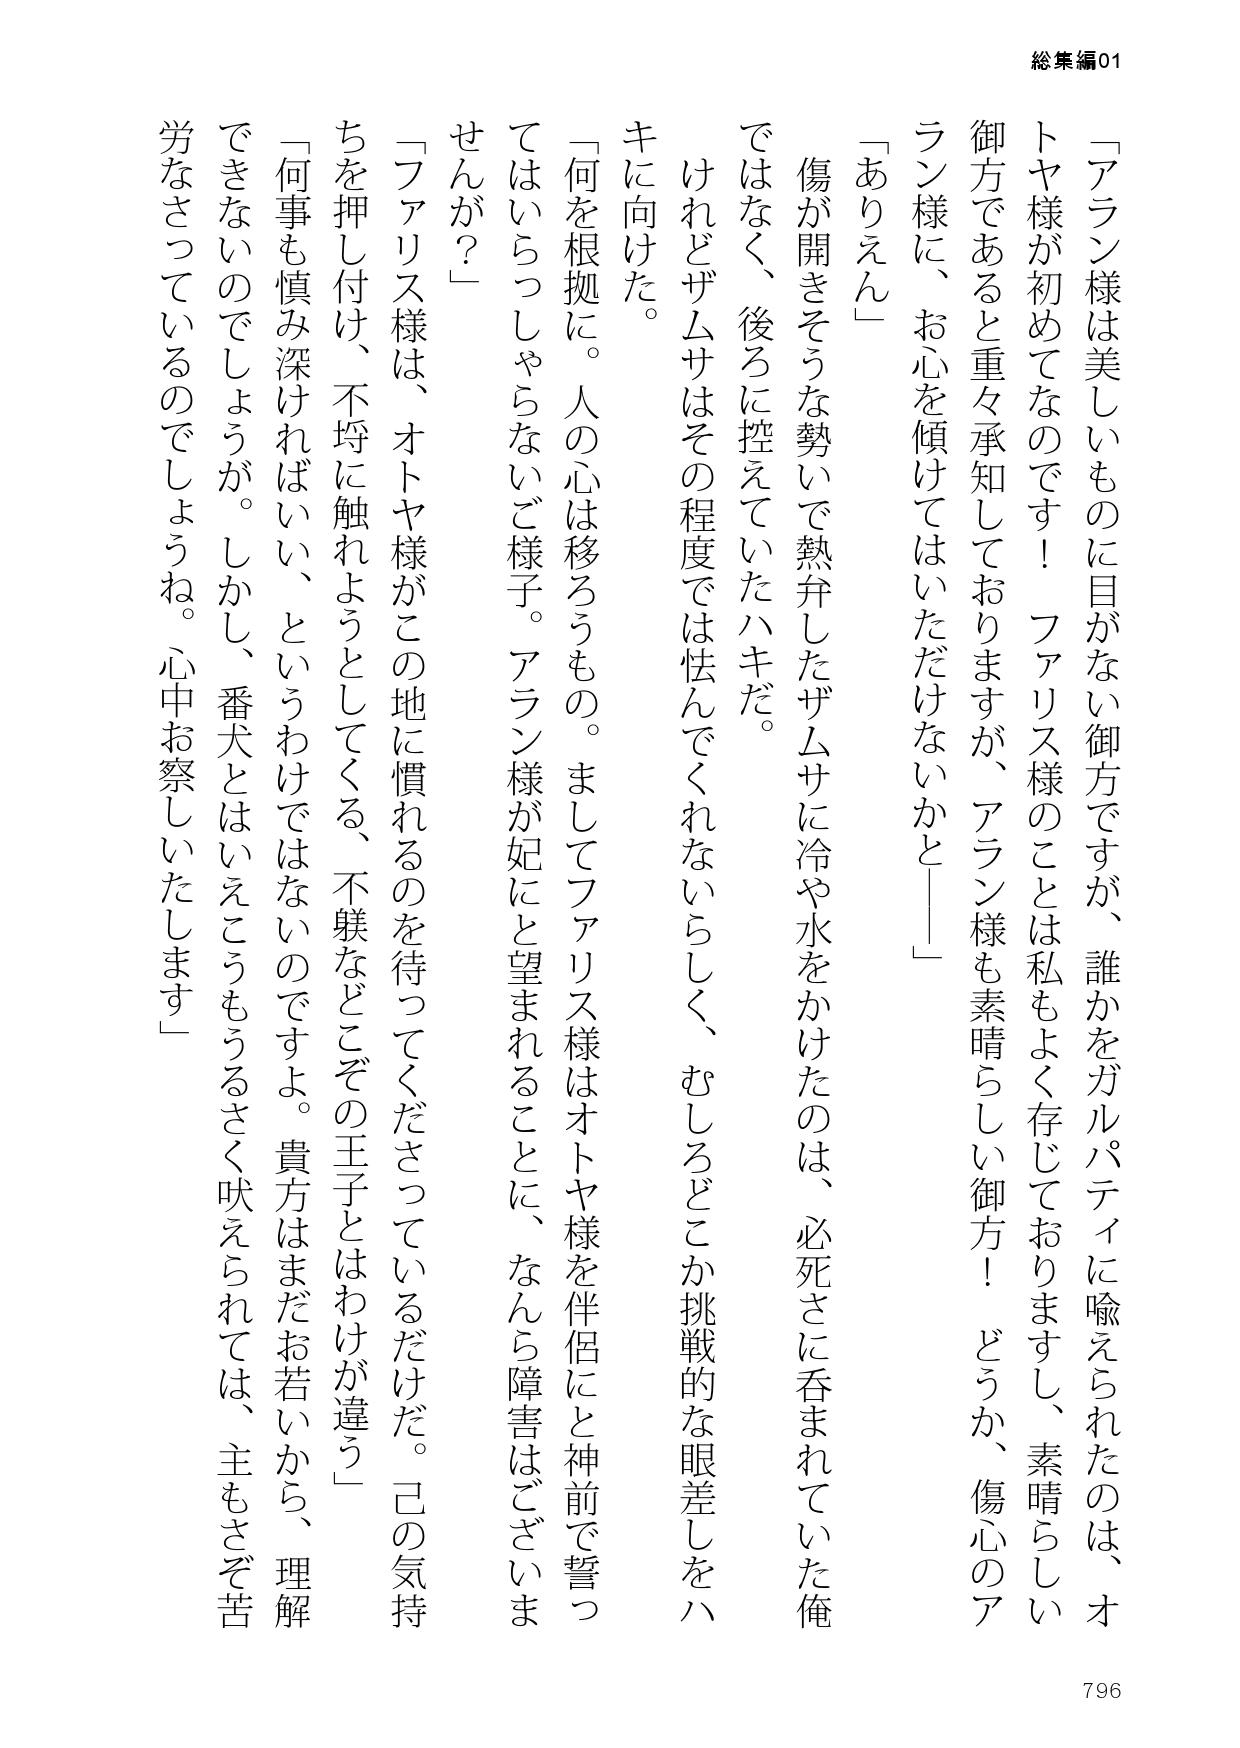 総集編01
「アラン様は美しいものに目がない御方ですが、誰かをガルパティに喩えられたのは、オ
トヤ様が初めてなのです！　ファリス様のことは私もよく存じておりますし、素晴らしい
御方であると重々承知しておりますが、アラン様も素晴らしい御方！　どうか、傷心のア
ラン様に、お心を傾けてはいただけないかと――」
「ありえん」
　傷が開きそうな勢いで熱弁したザムサに冷や水をかけたのは、必死さに呑まれていた俺
ではなく、後ろに控えていたハキだ。
　けれどザムサはその程度では怯んでくれないらしく、むしろどこか挑戦的な眼差しをハ
キに向けた。
「何を根拠に。人の心は移ろうもの。ましてファリス様はオトヤ様を伴侶にと神前で誓っ
てはいらっしゃらないご様子。アラン様が妃にと望まれることに、なんら障害はございま
せんが？」
「ファリス様は、オトヤ様がこの地に慣れるのを待ってくださっているだけだ。己の気持
ちを押し付け、不埒に触れようとしてくる、不躾などこぞの王子とはわけが違う」
「何事も慎み深ければいい、というわけではないのですよ。貴方はまだお若いから、理解
できないのでしょうが。しかし、番犬とはいえこうもうるさく吠えられては、主もさぞ苦
労なさっているのでしょうね。心中お察しいたします」
796